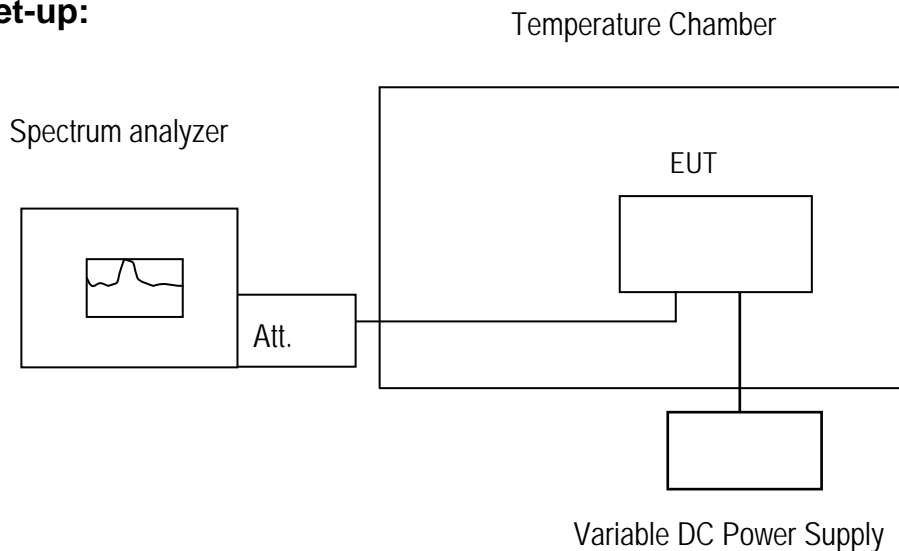 et-up:
Temperature Chamber
Spectrum analyzer
EUT
Att.
Variable DC Power Supply